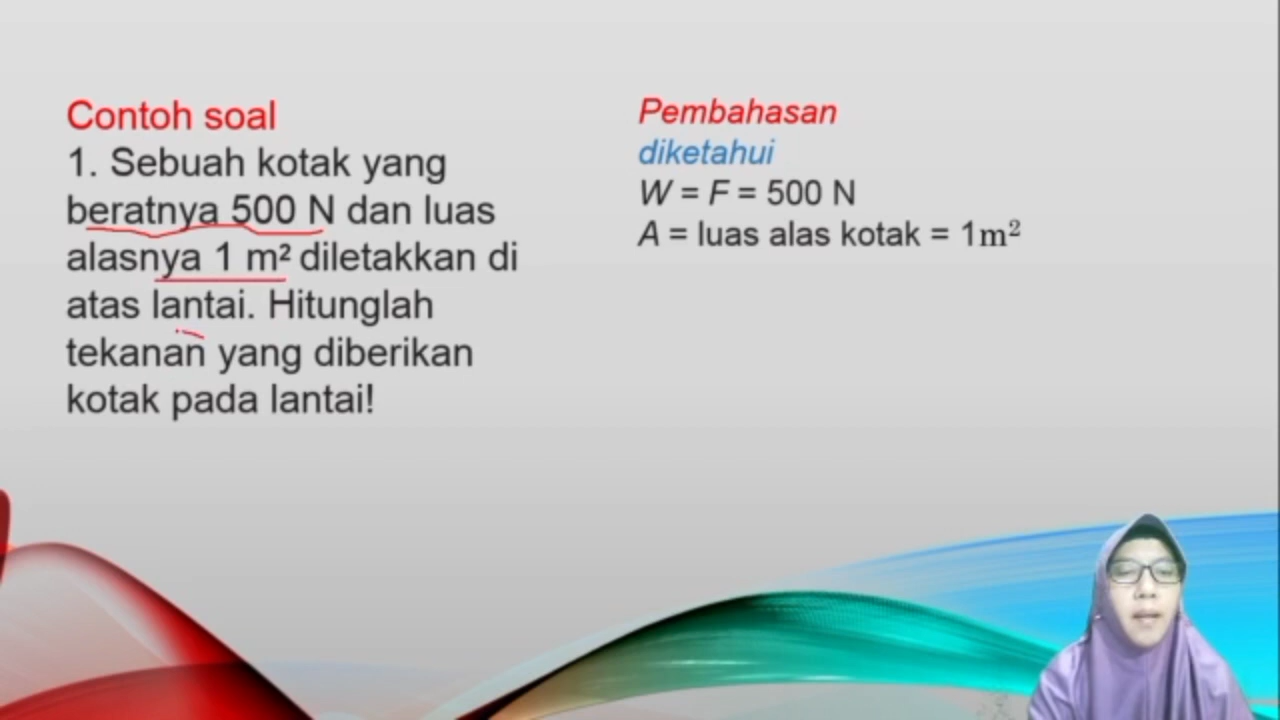 Contoh soal
1. Sebuah kotak yang
beratnya 500 N dan luas
alasnya 1 m² diletakkan di
atas lantai. Hitunglah
tekanan yang diberikan
kotak pada lantai!
Pembahasan
diketahui
W = F = 500 N
A = luas alas kotak = 1m²